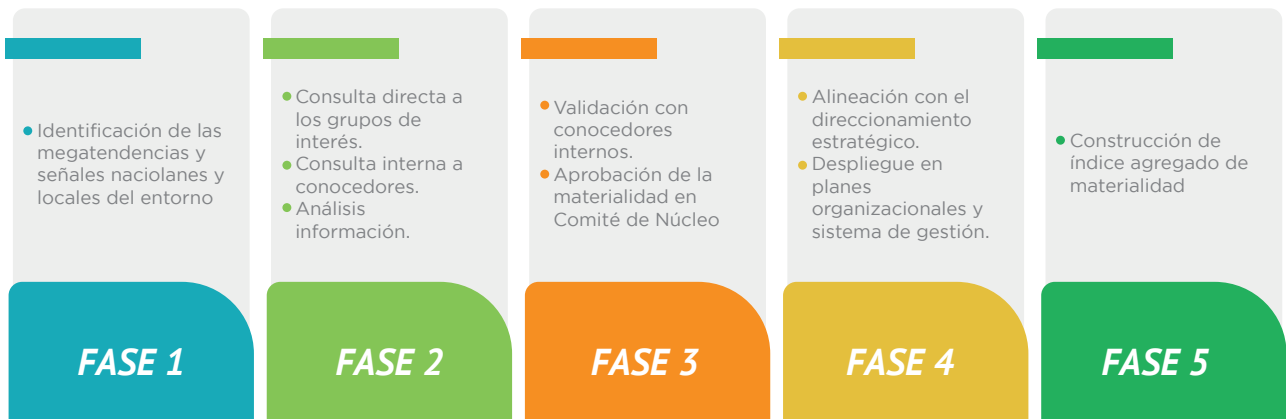 • Identificación de las
megatendencias y
señales naciolanes y
locales del entorno
FASE 1
• Consulta directa a
los grupos de
interés.
• Consulta interna a
conocedores.
• Análisis
información.
FASE 2
• Validación con
conocedores
internos.
• Aprobación de la
materialidad en
Comité de Núcleo
FASE 3
• Alineación con el
direccionamiento
estratégico.
• Despliegue en
planes
organizacionales y
sistema de gestión.
FASE 4
• Construcción de
índice agregado de
materialidad
FASE 5